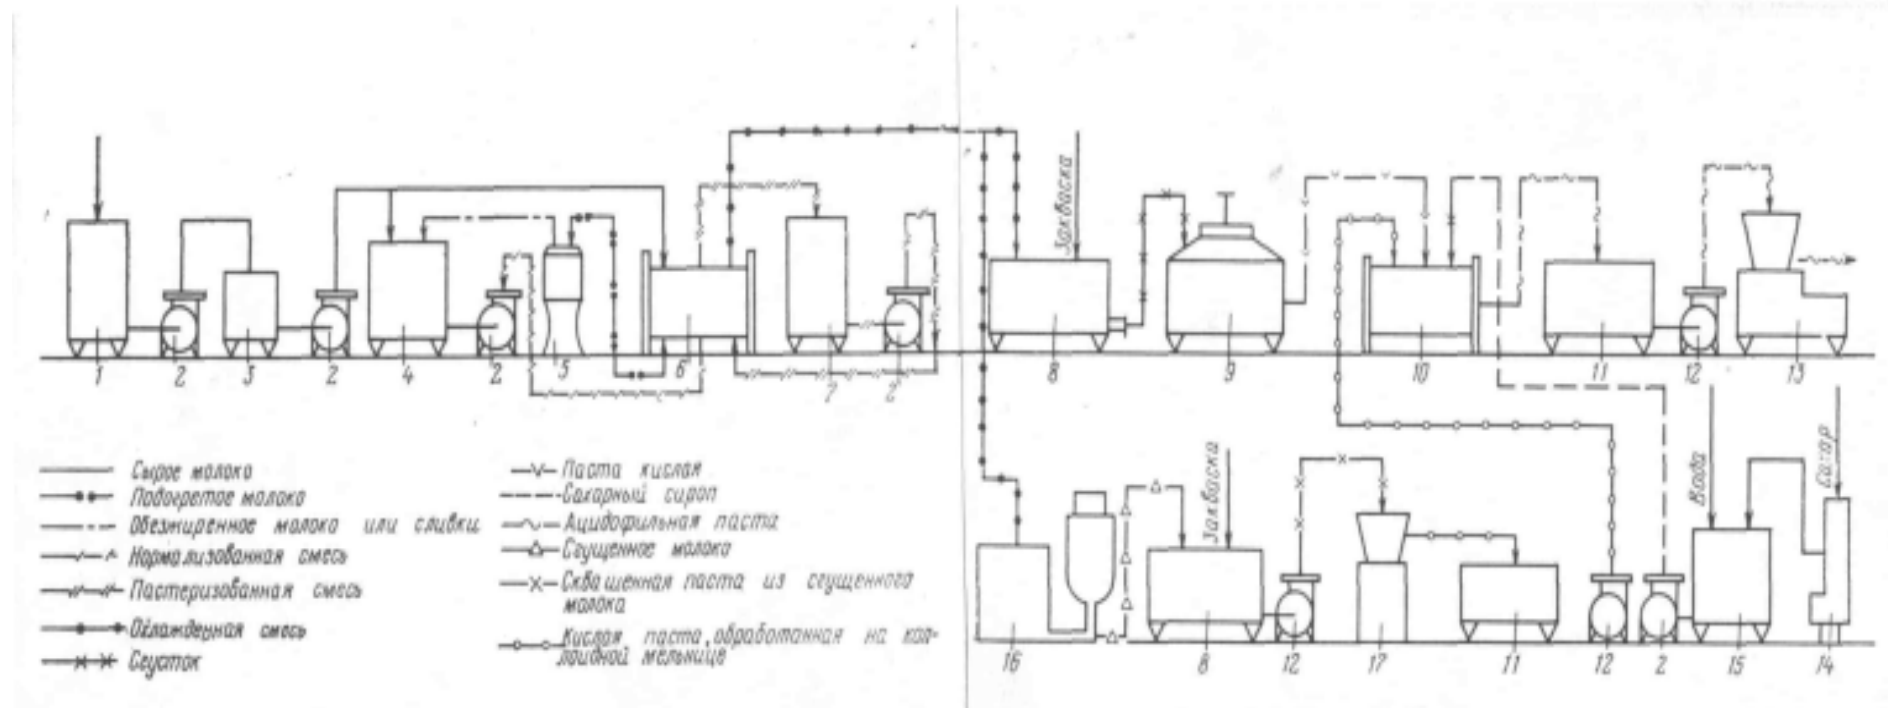 Закваска
1 2 3 2 4 2 5 6 7 2 8 9 10 11 12 13
Сырое молоко
Подогретое молоко
Обезжиренное молоко или сливки
Нормализованная смесь
Пастеризованная смесь
Охлажденная смесь
Сгусток
Паста кислая
Сахарный сироп
Ацидофильная паста
Сгущенное молоко
Сквашенная паста из сгущенного
молока
Кислая паста, обработанная на кол-
лоидной мельнице
Закваска
Вода
Сахар
16 8 12 17 11 12 2 15 14